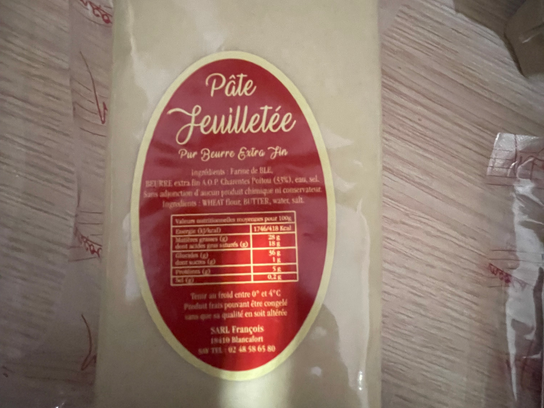 Pâte
Feuilletée
Pur Beurre Extra Fin
Ingrédients : Farine de BLE,
BEURRE extra fin A.O.P. Charentes Poitou (33%), eau, sel.
Sans adjonction d'aucun produit chimique ni conservateur.
Ingredients : WHEAT flour, BUTTER, water, salt.
Valeurs nutritionnelles moyennes pour 100g
Energie (kJ/kcal) 1746/418 Kcal
Matières grasses (g) 28 g
dont acides gras saturés (g) 18 g
Glucides (g) 36 g
dont sucres (g) 1 g
Protéines (g) 5 g
Sel (g) 0,2 g
Tenir au froid entre 0° et 4°C
Produit frais pouvant être congelé
sans que sa qualité en soit altérée
SARL François
18410 Blancafort
TEL : 02 48 58 65 80